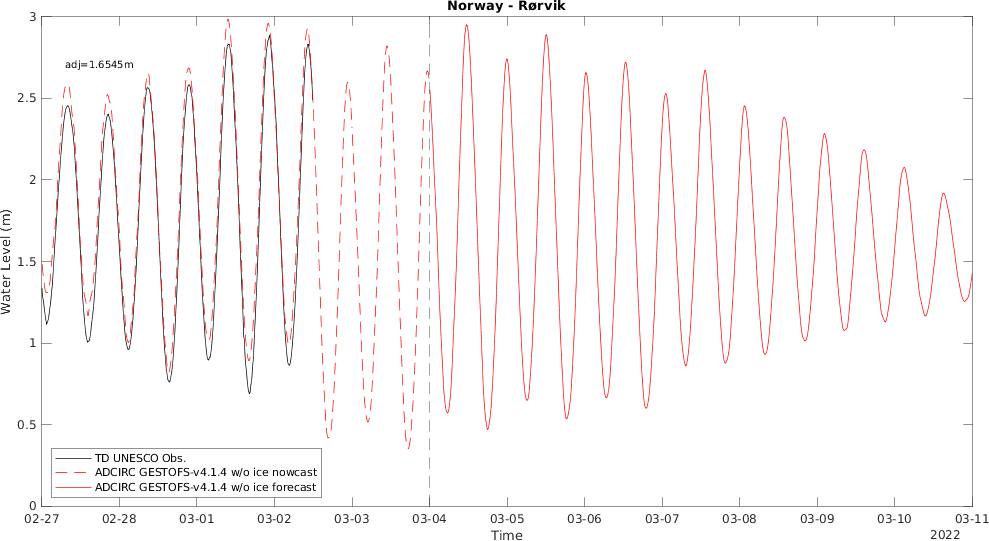 Norway - Rørvik
3
2.5
2
1.5
1
0.5
0
Water Level (m)
adj=1.6545m
TD UNESCO Obs.
ADCIRC GESTOFS-v4.1.4 w/o ice nowcast
ADCIRC GESTOFS-v4.1.4 w/o ice forecast
02-27 02-28 03-01 03-02 03-03 03-04 03-05 03-06 03-07 03-08 03-09 03-10 03-11
Time
2022